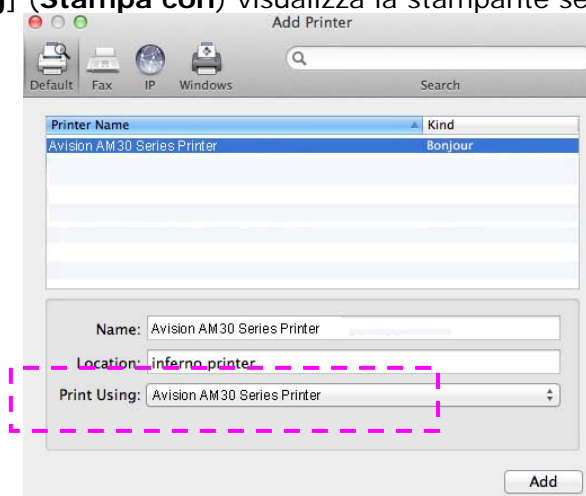 g] (Stampa con) visualizza la stampante se
Add Printer
Default Fax IP Windows Search
Printer Name Kind
Avision AM30 Series Printer Bonjour
Name: Avision AM30 Series Printer
Location: inferno printer
Print Using: Avision AM30 Series Printer
Add